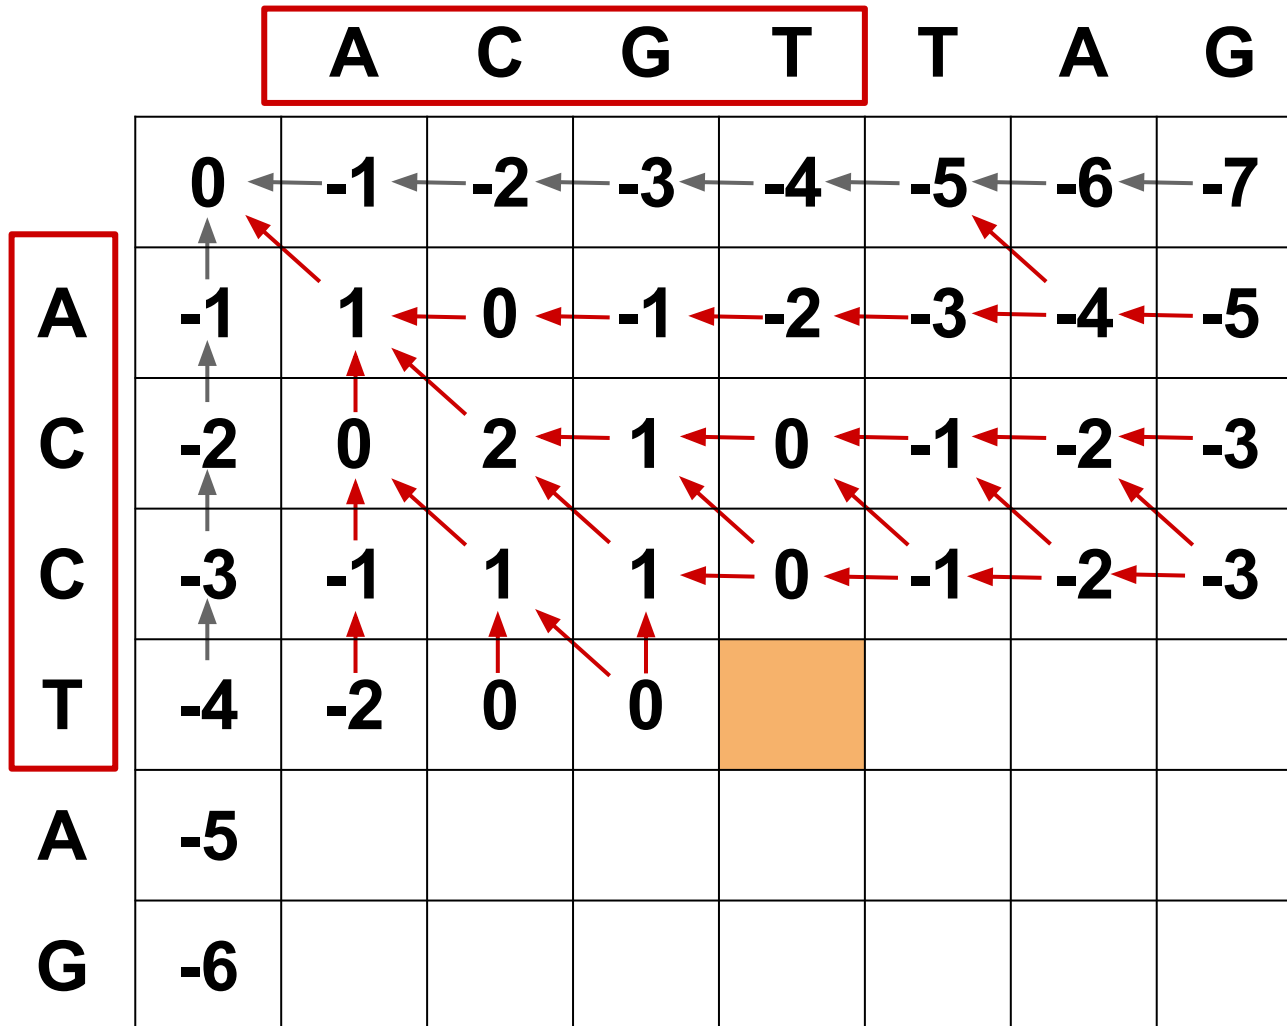 A C G T T A G
0 -1 -2 -3 -4 -5 -6 -7
A -1 1 0 -1 -2 -3 -4 -5
C -2 0 2 1 0 -1 -2 -3
C -3 -1 1 1 0 -1 -2 -3
T -4 -2 0 0
A -5
G -6